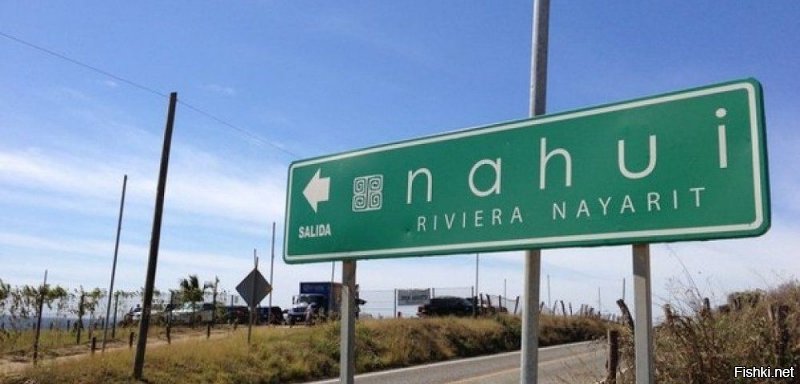 nahui
SALIDA
RIVIERA NAYARIT
Fishki.net